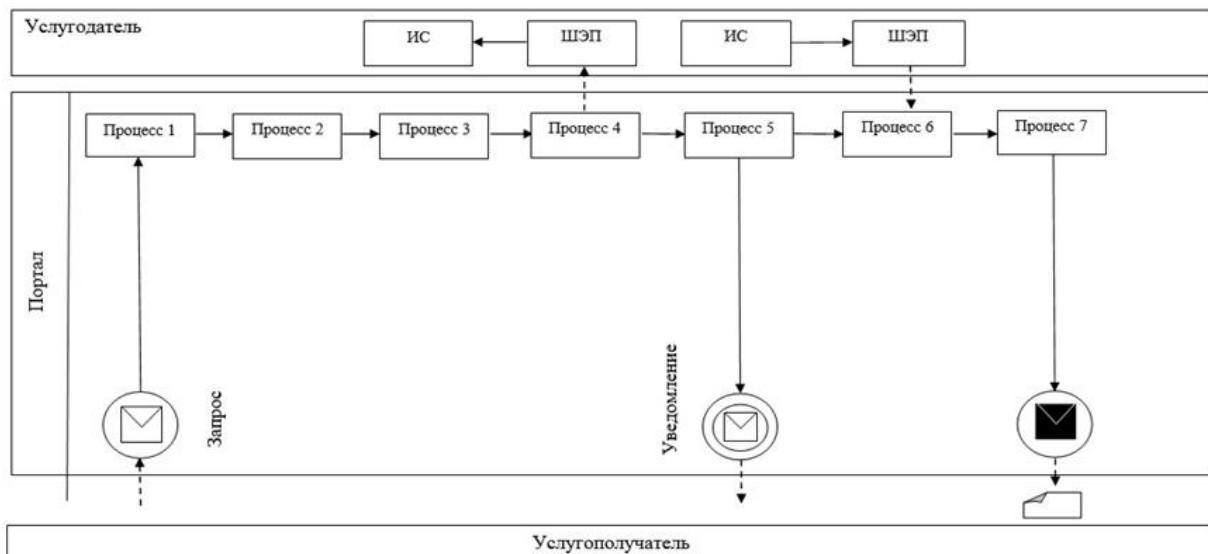 Услугодатель
ИС
ШЭП
ИС
ШЭП
Портал
Процесс 1
Процесс 2
Процесс 3
Процесс 4
Процесс 5
Процесс 6
Процесс 7
Запрос
Уведомление
Услугополучатель